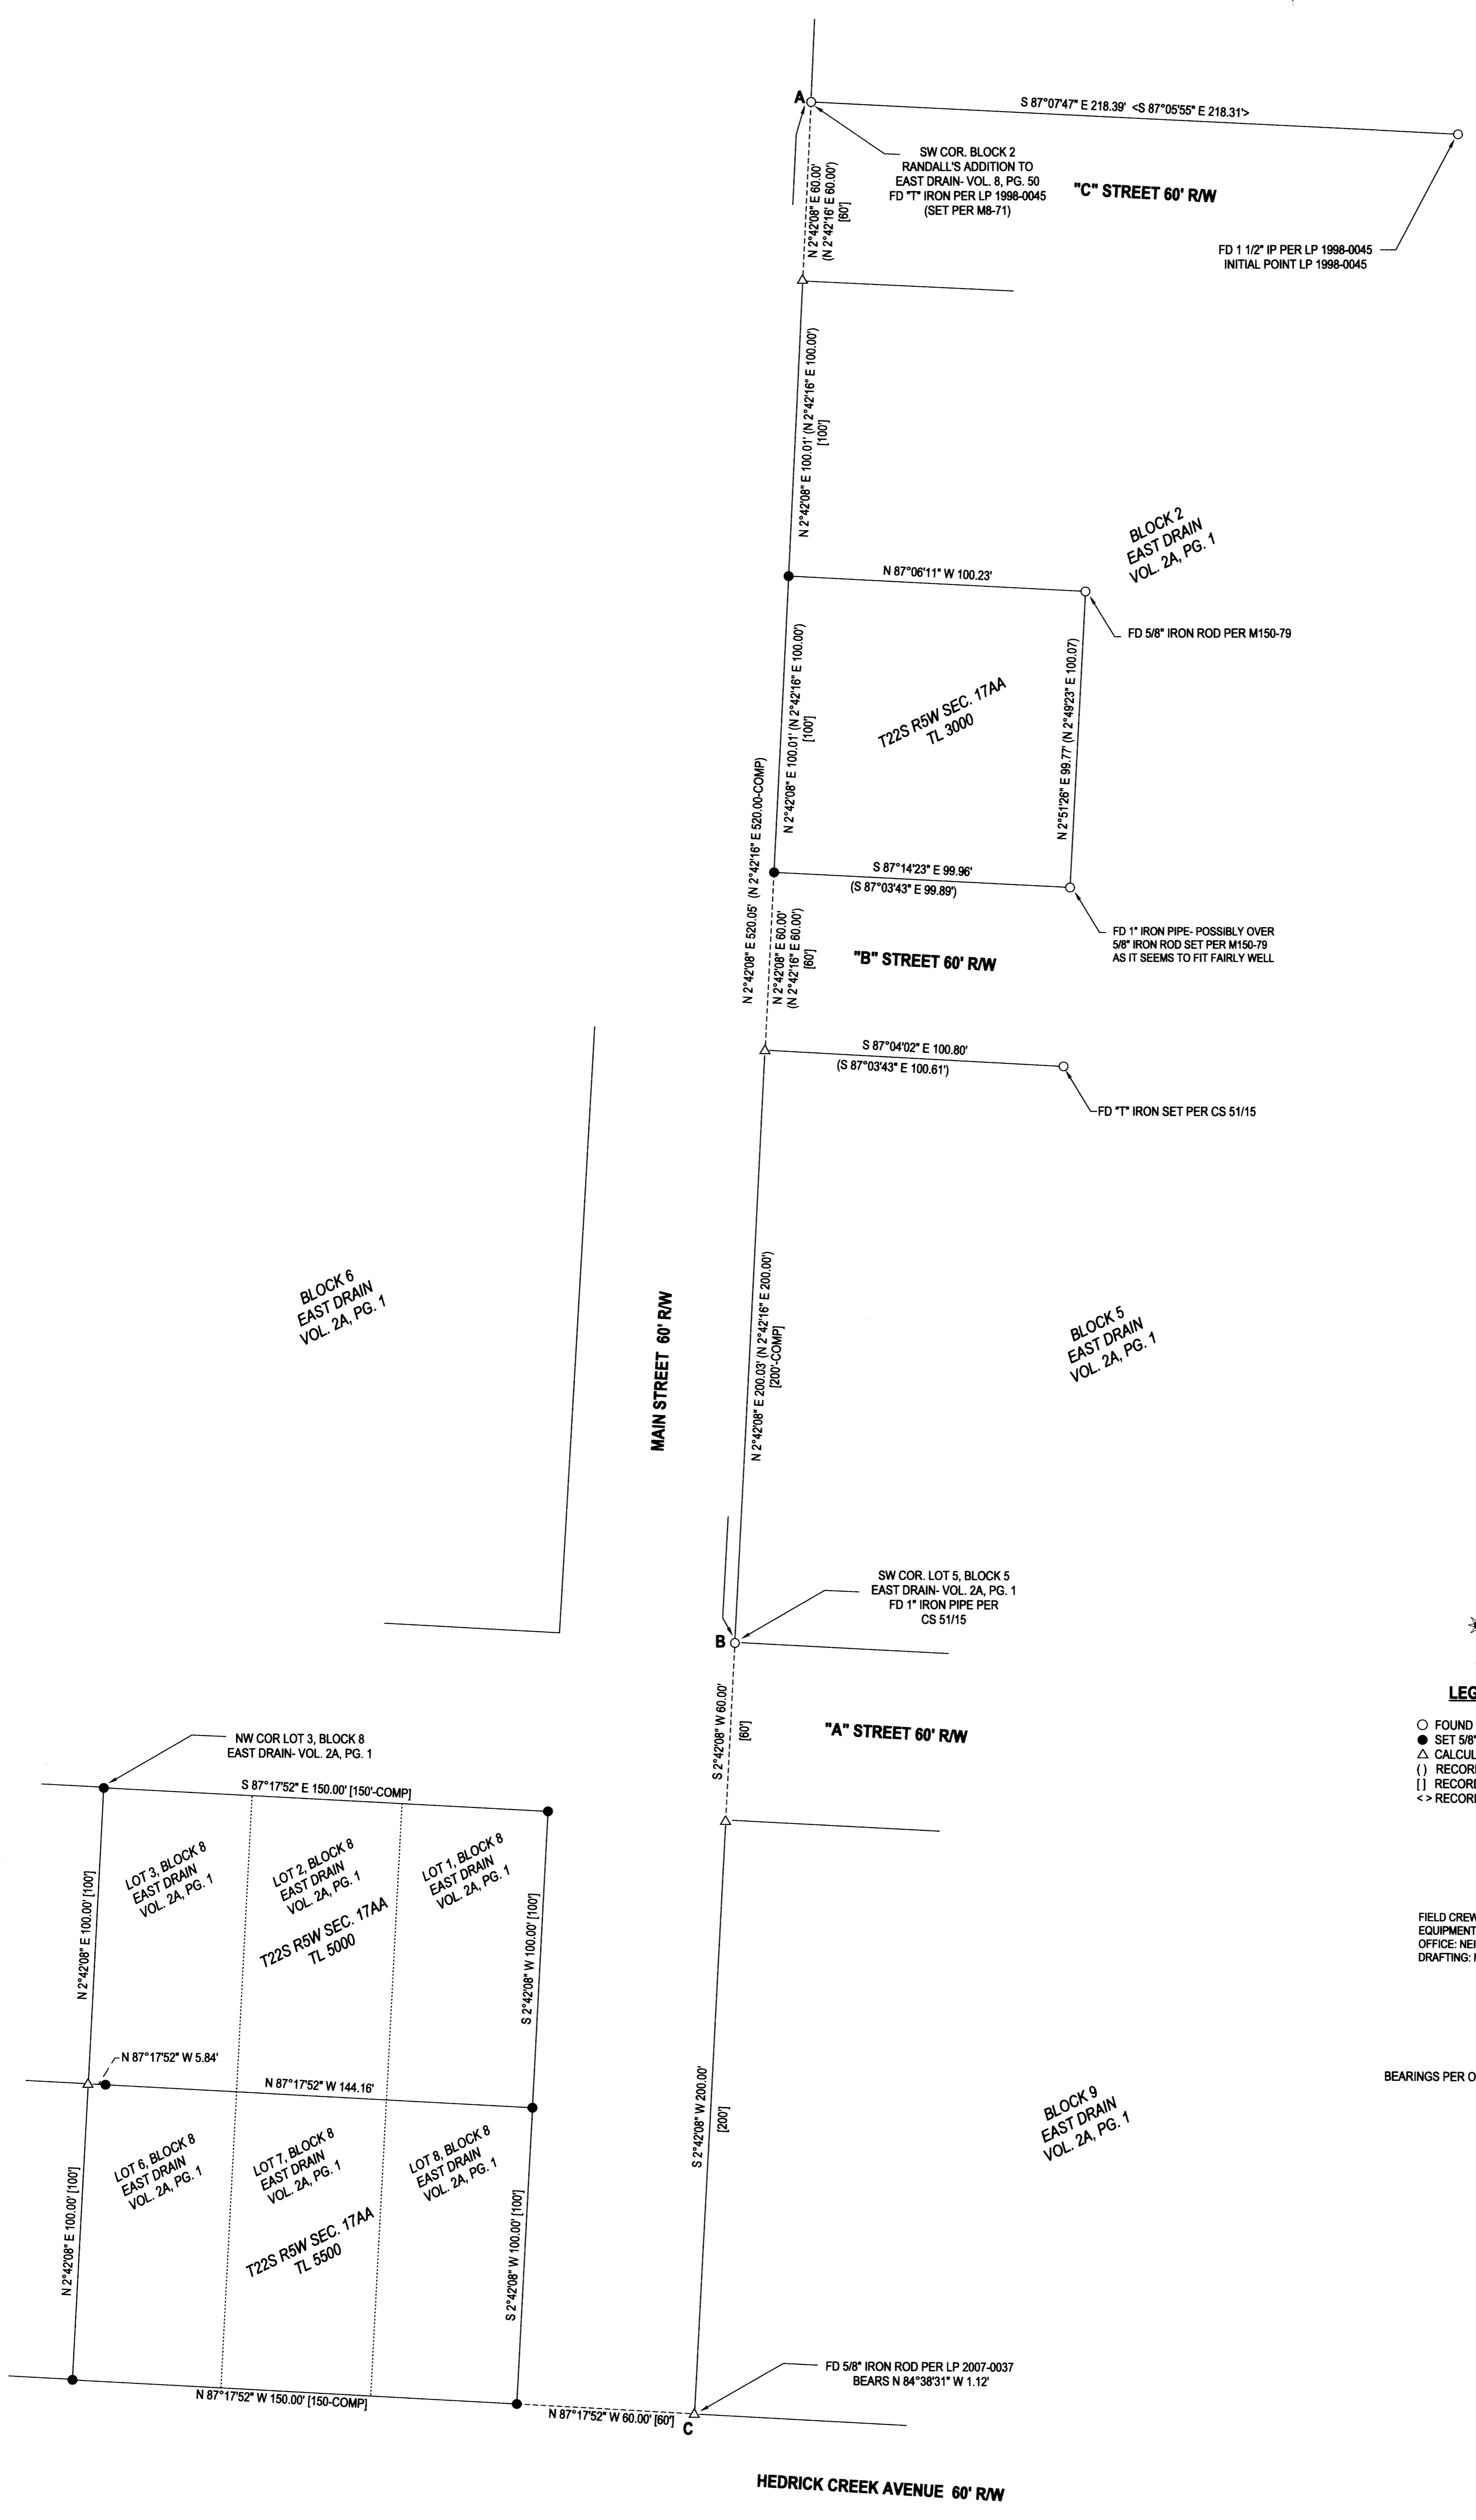 A
S 87°07'47" E 218.39' <S 87°05'55" E 218.31'>
SW COR. BLOCK 2
RANDALL'S ADDITION TO
EAST DRAIN- VOL. 8, PG. 50
FD "T" IRON PER LP 1998-0045
(SET PER M8-71)
"C" STREET 60' R/W
N 2°42'08" E 60.00'
(N 2°42'16' E 60.00')
[60']
FD 1 1/2" IP PER LP 1998-0045
INITIAL POINT LP 1998-0045
N 2°42'08" E 100.01' (N 2°42'16" E 100.00')
[100']
BLOCK 2
EAST DRAIN
VOL. 2A, PG. 1
N 87°06'11" W 100.23'
FD 5/8" IRON ROD PER M150-79
N 2°42'08" E 100.01' (N 2°42'16" E 100.00')
[100']
T22S R5W SEC. 17AA
TL 3000
N 2°51'26" E 99.77' (N 2°49'23" E 100.07)
S 87°14'23" E 99.96'
(S 87°03'43" E 99.89')
N 2°42'08" E 520.05' (N 2°42'16" E 520.00-COMP)
N 2°42'08" E 60.00'
(N 2°42'16" E 60.00')
[60']
"B" STREET 60' R/W
FD 1" IRON PIPE- POSSIBLY OVER
5/8" IRON ROD SET PER M150-79
AS IT SEEMS TO FIT FAIRLY WELL
S 87°04'02" E 100.80'
(S 87°03'43" E 100.61')
FD "T" IRON SET PER CS 51/15
BLOCK 6
EAST DRAIN
VOL. 2A, PG. 1
MAIN STREET 60' R/W
N 2°42'08" E 200.03' (N 2°42'16" E 200.00')
[200'-COMP]
BLOCK 5
EAST DRAIN
VOL. 2A, PG. 1
SW COR. LOT 5, BLOCK 5
EAST DRAIN- VOL. 2A, PG. 1
FD 1" IRON PIPE PER
CS 51/15
B
S 2°42'08" W 60.00'
[60']
"A" STREET 60' R/W
LEG
FOUND
SET 5/8"
CALCUL
( ) RECORD
[ ] RECORD
< > RECORD
NW COR LOT 3, BLOCK 8
EAST DRAIN- VOL. 2A, PG. 1
S 87°17'52" E 150.00' [150'-COMP]
LOT 3, BLOCK 8
EAST DRAIN
VOL. 2A, PG. 1
LOT 2, BLOCK 8
EAST DRAIN
VOL. 2A, PG. 1
LOT 1, BLOCK 8
EAST DRAIN
VOL. 2A, PG. 1
T22S R5W SEC. 17AA
TL 5000
N 2°42'08" E 100.00' [100']
S 2°42'08" W 100.00' [100']
FIELD CREW
EQUIPMENT
OFFICE: NEI
DRAFTING:
N 87°17'52" W 5.84'
N 87°17'52" W 144.16'
S 2°42'08" W 200.00'
[200']
BLOCK 9
EAST DRAIN
VOL. 2A, PG. 1
BEARINGS PER O
LOT 6, BLOCK 8
EAST DRAIN
VOL. 2A, PG. 1
LOT 7, BLOCK 8
EAST DRAIN
VOL. 2A, PG. 1
LOT 8, BLOCK 8
EAST DRAIN
VOL. 2A, PG. 1
T22S R5W SEC. 17AA
TL 5500
N 2°42'08" E 100.00' [100']
S 2°42'08" W 100.00' [100']
FD 5/8" IRON ROD PER LP 2007-0037
BEARS N 84°38'31" W 1.12'
N 87°17'52" W 150.00' [150-COMP]
N 87°17'52" W 60.00' [60']
C
HEDRICK CREEK AVENUE 60' R/W